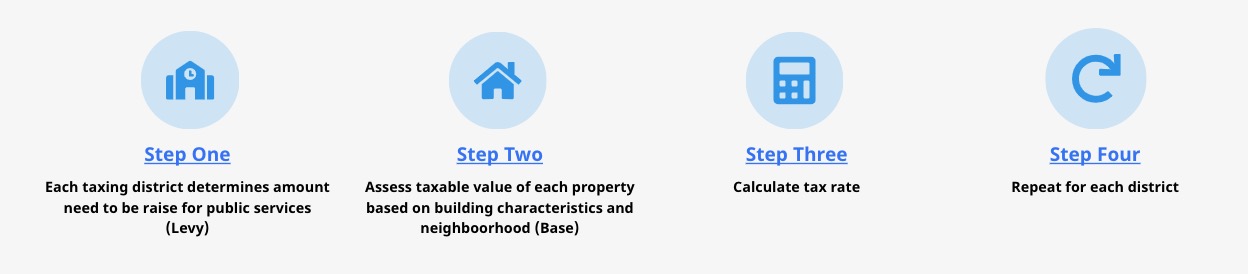 Step One
Each taxing district determines amount
need to be raise for public services
(Levy)
Step Two
Assess taxable value of each property
based on building characteristics and
neighboorhood (Base)
Step Three
Calculate tax rate
Step Four
Repeat for each district